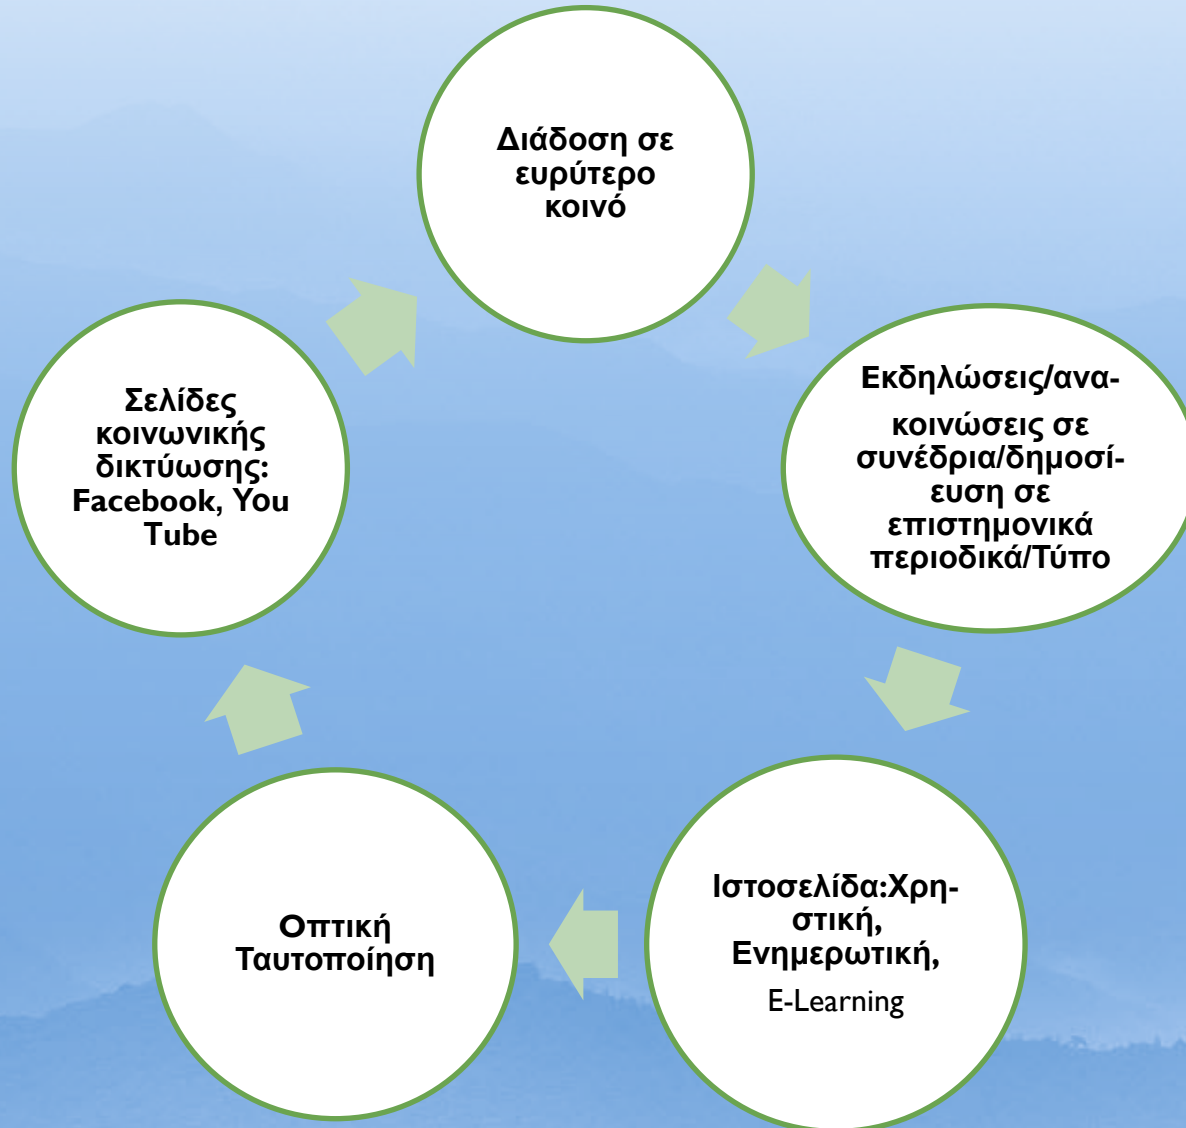 Διάδοση σε
ευρύτερο
κοινό
Εκδηλώσεις/ανα-
κοινώσεις σε
συνέδρια/δημοσί-
ευση σε
επιστημονικά
περιοδικά/Τύπο
Ιστοσελίδα:Χρη-
στική,
Ενημερωτική,
E-Learning
Οπτική
Ταυτοποίηση
Σελίδες
κοινωνικής
δικτύωσης:
Facebook, You
Tube